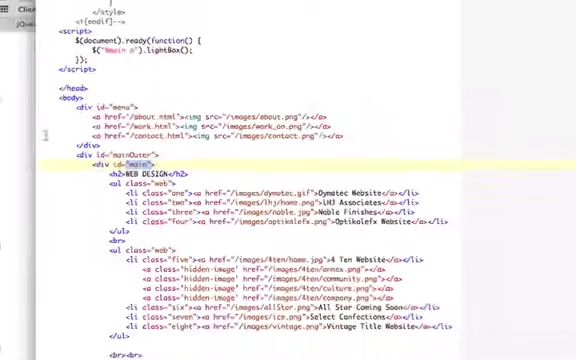 Clien
jQue
}
</style>
<![endif]-->
<script>
$(document).ready(function() {
$("#main a").lightBox();
});
</script>
</head>
<body>
<div id="menu">
<a href="/about.html"><img src="/images/about.png"/></a>
<a href="/work.html"><img src="/images/work_on.png"/></a>
<a href="/contact.html"><img src="/images/contact.png"/></a>
</div>
<div id="mainOuter">
<div id="main">
<h2>WEB DESIGN</h2>
<ul class="web">
<li class="one"><a href="/images/dymatec.gif">Dymatec Website</a></li>
<li class="two"><a href="/images/lhj/home.png">LHJ Associates</a></li>
<li class="three"><a href="/images/noble.jpg">Noble Finishes</a></li>
<li class="four"><a href="/images/optikalefx.png">Optikalefx Website</a></li>
</ul>
<br>
<ul class="web">
<li class="five"><a href="/images/4ten/home.jpg">4 Ten Website</a>
<a class='hidden-image' href="/images/4ten/annex.png"></a>
<a class='hidden-image' href="/images/4ten/community.png"></a>
<a class='hidden-image' href="/images/4ten/culture.png"></a>
<a class='hidden-image' href="/images/4ten/company.png"></a>
<li class="six"><a href="/images/allStar.png">All Star Coming Soon</a></li>
<li class="seven"><a href="/images/ice.png">Select Confections</a></li>
<li class="eight"><a href="/images/vintage.png">Vintage Title Website</a></li>
</ul>
<br><br>